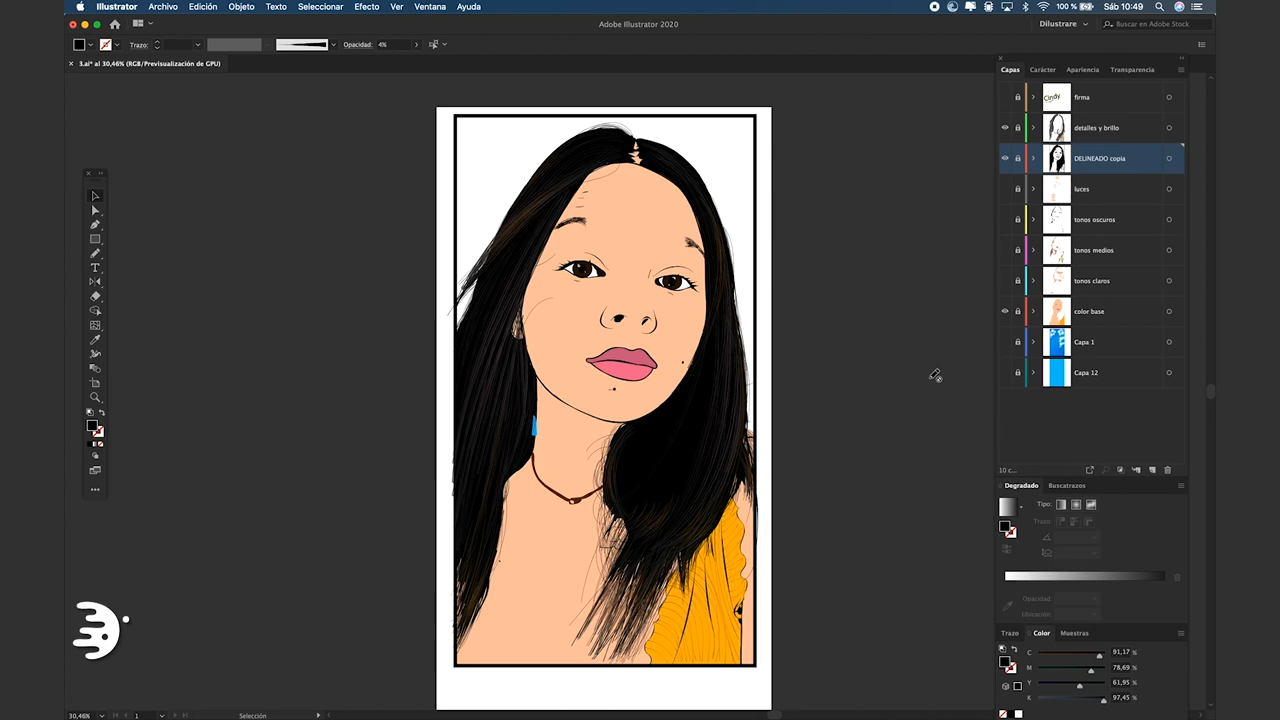 Illustrator Archivo Edición Objeto Texto Seleccionar Efecto Ver Ventana Ayuda 100 % Sáb 10:49
Adobe Illustrator 2020 Dilustrare Buscar en Adobe Stock
Trazo: Opacidad: 4%
3.ai* al 30,46% (RGB/Previsualización de GPU)
Capas Carácter Apariencia Transparencia
firma
detalles y brillo
DELINEADO copia
luces
tonos oscuros
tonos medios
tonos claros
color base
Capa 1
Capa 12
10 c...
Degradado Buscatrazos
Tipo:
Trazo:
Opacidad:
Ubicación:
Trazo Color Muestras
C 91,17 %
M 78,69 %
Y 61,95 %
K 97,45 %
30,46% 1 Selección